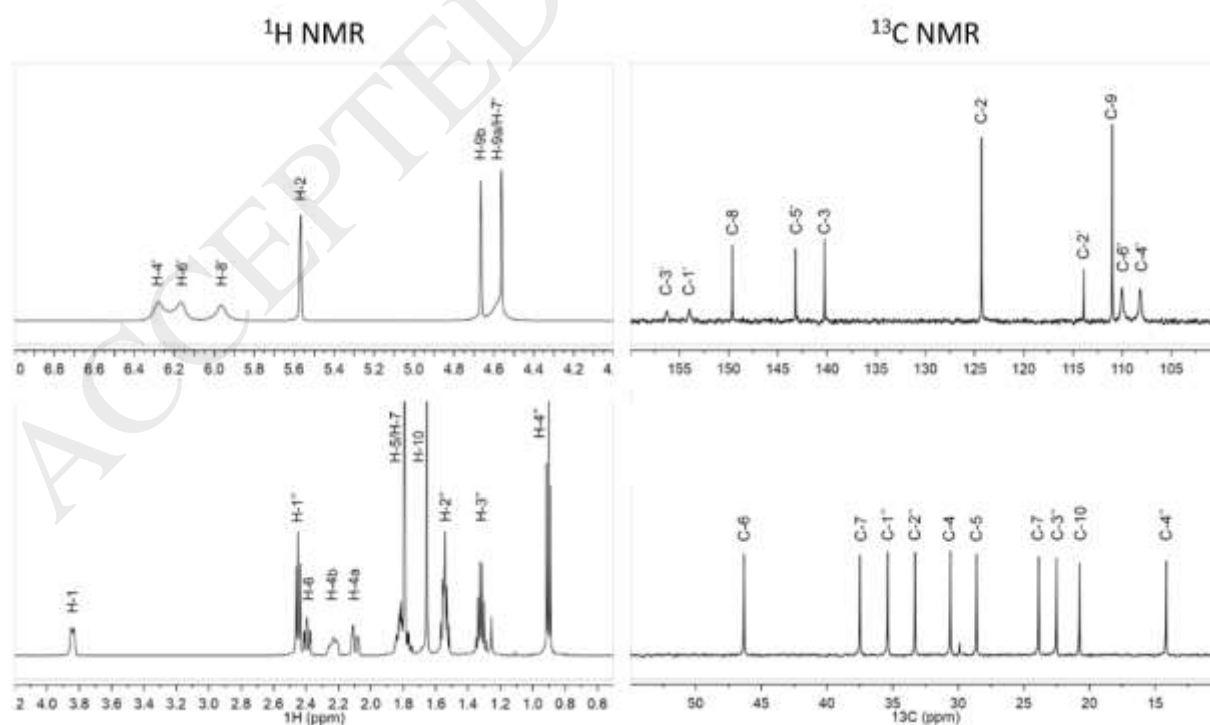 ¹H NMR
¹³C NMR
H-4'
H-6'
H-8'
H-2
H-9b
H-9a/H-7'
0 6.8 6.6 6.4 6.2 6.0 5.8 5.6 5.4 5.2 5.0 4.8 4.6 4.4 4.2 4.
C-3'
C-1'
C-8
C-5'
C-3
C-2
C-2'
C-9
C-6'
C-4'
155 150 145 140 135 130 125 120 115 110 105
H-1
H-1''
H-6
H-4b
H-4a
H-5/H-7
H-10
H-2''
H-3''
H-4''
.2 4.0 3.8 3.6 3.4 3.2 3.0 2.8 2.6 2.4 2.2 2.0 1.8 1.6 1.4 1.2 1.0 0.8 0.6
1H (ppm)
C-6
C-7
C-1''
C-2''
C-4
C-5
C-7
C-3''
C-10
C-4''
50 45 40 35 30 25 20 15
13C (ppm)
ACCEPTED